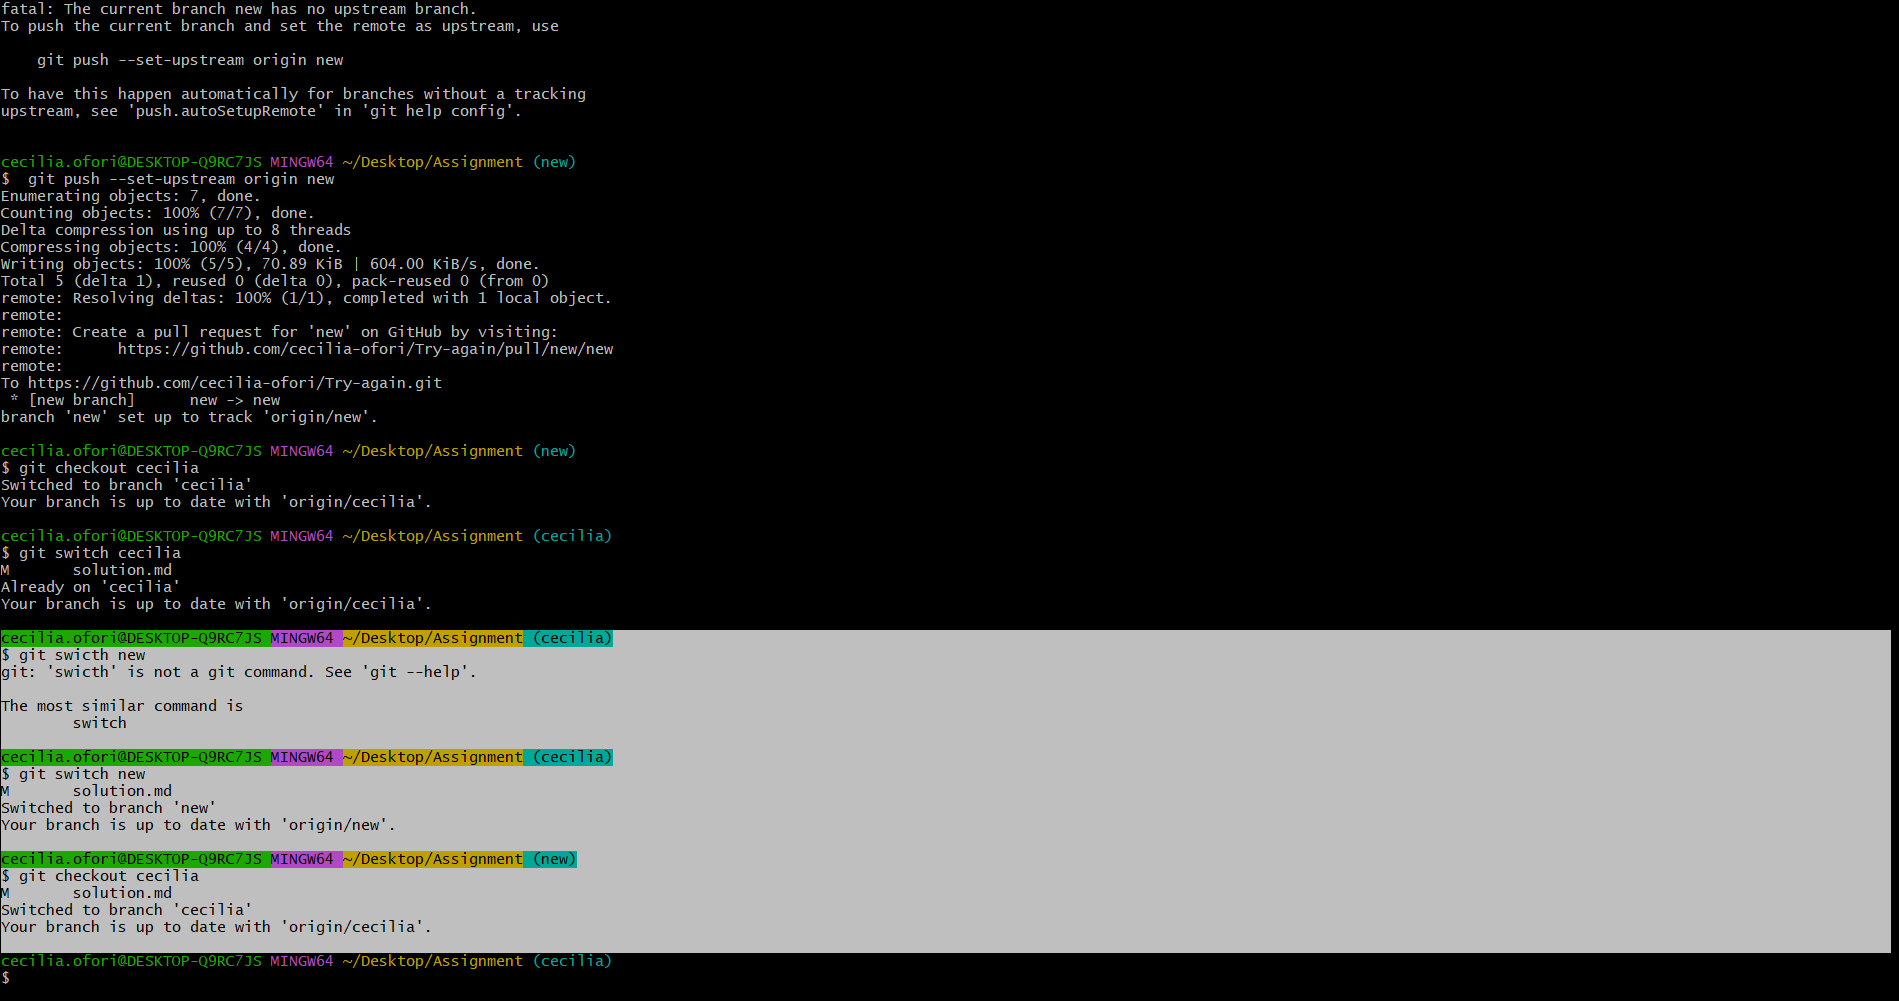 fatal: The current branch new has no upstream branch.
To push the current branch and set the remote as upstream, use
    git push --set-upstream origin new
To have this happen automatically for branches without a tracking
upstream, see 'push.autoSetupRemote' in 'git help config'.
cecilia.ofori@DESKTOP-Q9RC7JS MINGW64 ~/Desktop/Assignment (new)
$  git push --set-upstream origin new
Enumerating objects: 7, done.
Counting objects: 100% (7/7), done.
Delta compression using up to 8 threads
Compressing objects: 100% (4/4), done.
Writing objects: 100% (5/5), 70.89 KiB | 604.00 KiB/s, done.
Total 5 (delta 1), reused 0 (delta 0), pack-reused 0 (from 0)
remote: Resolving deltas: 100% (1/1), completed with 1 local object.
remote:
remote: Create a pull request for 'new' on GitHub by visiting:
remote:      https://github.com/cecilia-ofori/Try-again/pull/new/new
remote:
To https://github.com/cecilia-ofori/Try-again.git
 * [new branch]      new -> new
branch 'new' set up to track 'origin/new'.
cecilia.ofori@DESKTOP-Q9RC7JS MINGW64 ~/Desktop/Assignment (new)
$ git checkout cecilia
Switched to branch 'cecilia'
Your branch is up to date with 'origin/cecilia'.
cecilia.ofori@DESKTOP-Q9RC7JS MINGW64 ~/Desktop/Assignment (cecilia)
$ git switch cecilia
M       solution.md
Already on 'cecilia'
Your branch is up to date with 'origin/cecilia'.
cecilia.ofori@DESKTOP-Q9RC7JS MINGW64 ~/Desktop/Assignment (cecilia)
$ git swicth new
git: 'swicth' is not a git command. See 'git --help'.
The most similar command is
        switch
cecilia.ofori@DESKTOP-Q9RC7JS MINGW64 ~/Desktop/Assignment (cecilia)
$ git switch new
M       solution.md
Switched to branch 'new'
Your branch is up to date with 'origin/new'.
cecilia.ofori@DESKTOP-Q9RC7JS MINGW64 ~/Desktop/Assignment (new)
$ git checkout cecilia
M       solution.md
Switched to branch 'cecilia'
Your branch is up to date with 'origin/cecilia'.
cecilia.ofori@DESKTOP-Q9RC7JS MINGW64 ~/Desktop/Assignment (cecilia)
$